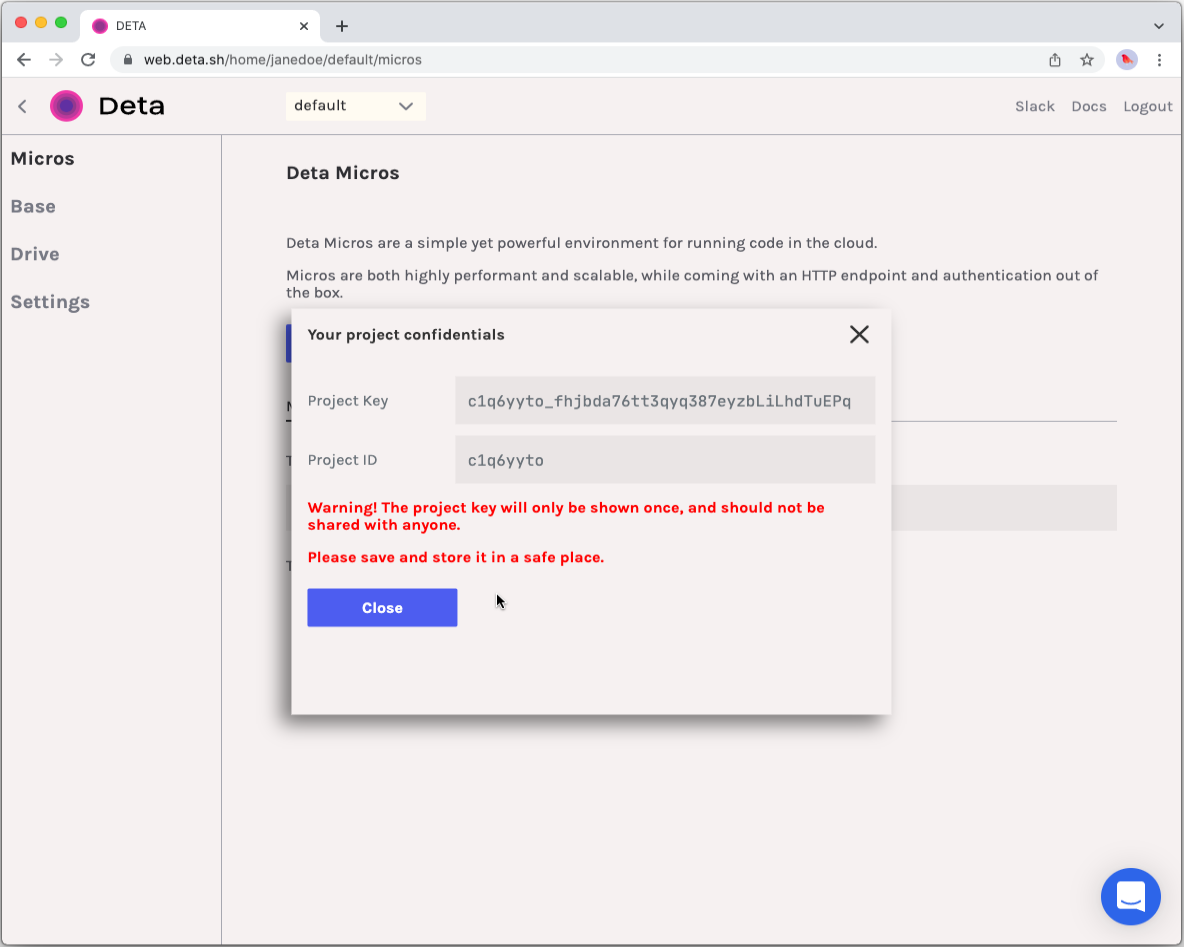 DETA
web.deta.sh/home/janedoe/default/micros
Deta
default
Slack Docs Logout
Micros
Base
Drive
Settings
Deta Micros
Deta Micros are a simple yet powerful environment for running code in the cloud.
Micros are both highly performant and scalable, while coming with an HTTP endpoint and authentication out of
the box.
Your project confidentials
Project Key c1q6yyto_fhjbda76tt3qyq387eyzbLiLhdTuEPq
Project ID c1q6yyto
Warning! The project key will only be shown once, and should not be
shared with anyone.
Please save and store it in a safe place.
Close